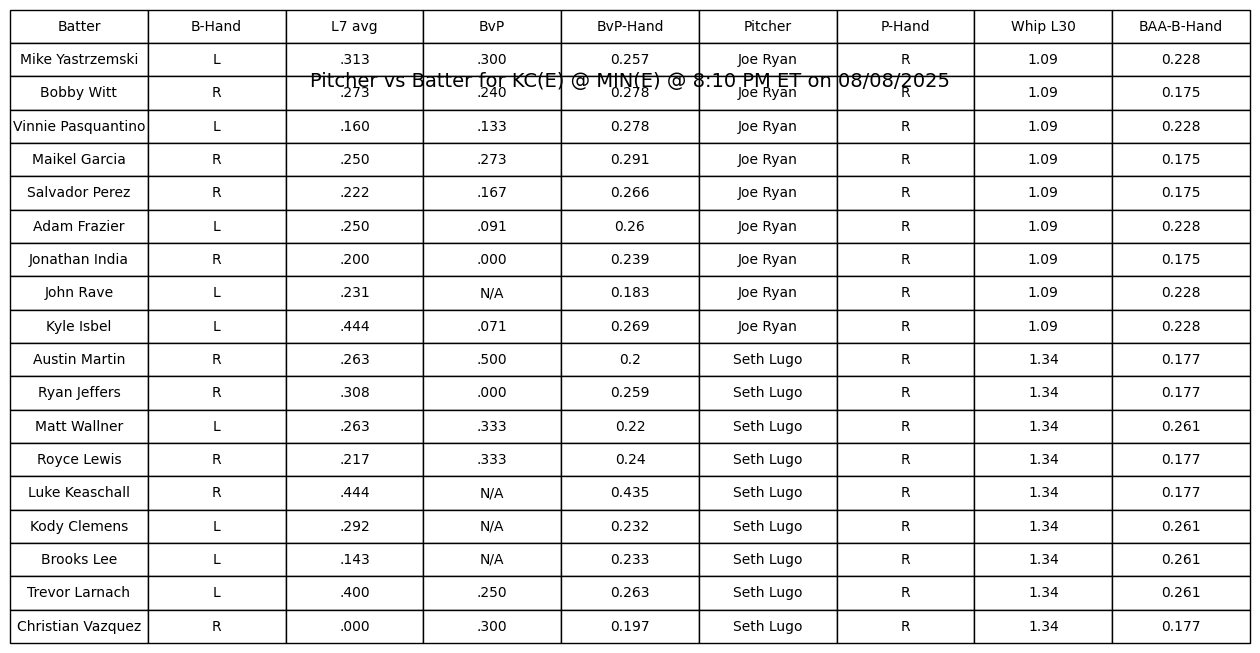 Batter B-Hand L7 avg BvP BvP-Hand Pitcher P-Hand Whip L30 BAA-B-Hand
Mike Yastrzemski L .313 .300 0.257 Joe Ryan R 1.09 0.228
Pitcher vs Batter for KC(E) @ MIN(E) @ 8:10 PM ET on 08/08/2025
Bobby Witt R .273 .240 0.278 Joe Ryan R 1.09 0.175
Vinnie Pasquantino L .160 .133 0.278 Joe Ryan R 1.09 0.228
Maikel Garcia R .250 .273 0.291 Joe Ryan R 1.09 0.175
Salvador Perez R .222 .167 0.266 Joe Ryan R 1.09 0.175
Adam Frazier L .250 .091 0.26 Joe Ryan R 1.09 0.228
Jonathan India R .200 .000 0.239 Joe Ryan R 1.09 0.175
John Rave L .231 N/A 0.183 Joe Ryan R 1.09 0.228
Kyle Isbel L .444 .071 0.269 Joe Ryan R 1.09 0.228
Austin Martin R .263 .500 0.2 Seth Lugo R 1.34 0.177
Ryan Jeffers R .308 .000 0.259 Seth Lugo R 1.34 0.177
Matt Wallner L .263 .333 0.22 Seth Lugo R 1.34 0.261
Royce Lewis R .217 .333 0.24 Seth Lugo R 1.34 0.177
Luke Keaschall R .444 N/A 0.435 Seth Lugo R 1.34 0.177
Kody Clemens L .292 N/A 0.232 Seth Lugo R 1.34 0.261
Brooks Lee L .143 N/A 0.233 Seth Lugo R 1.34 0.261
Trevor Larnach L .400 .250 0.263 Seth Lugo R 1.34 0.261
Christian Vazquez R .000 .300 0.197 Seth Lugo R 1.34 0.177